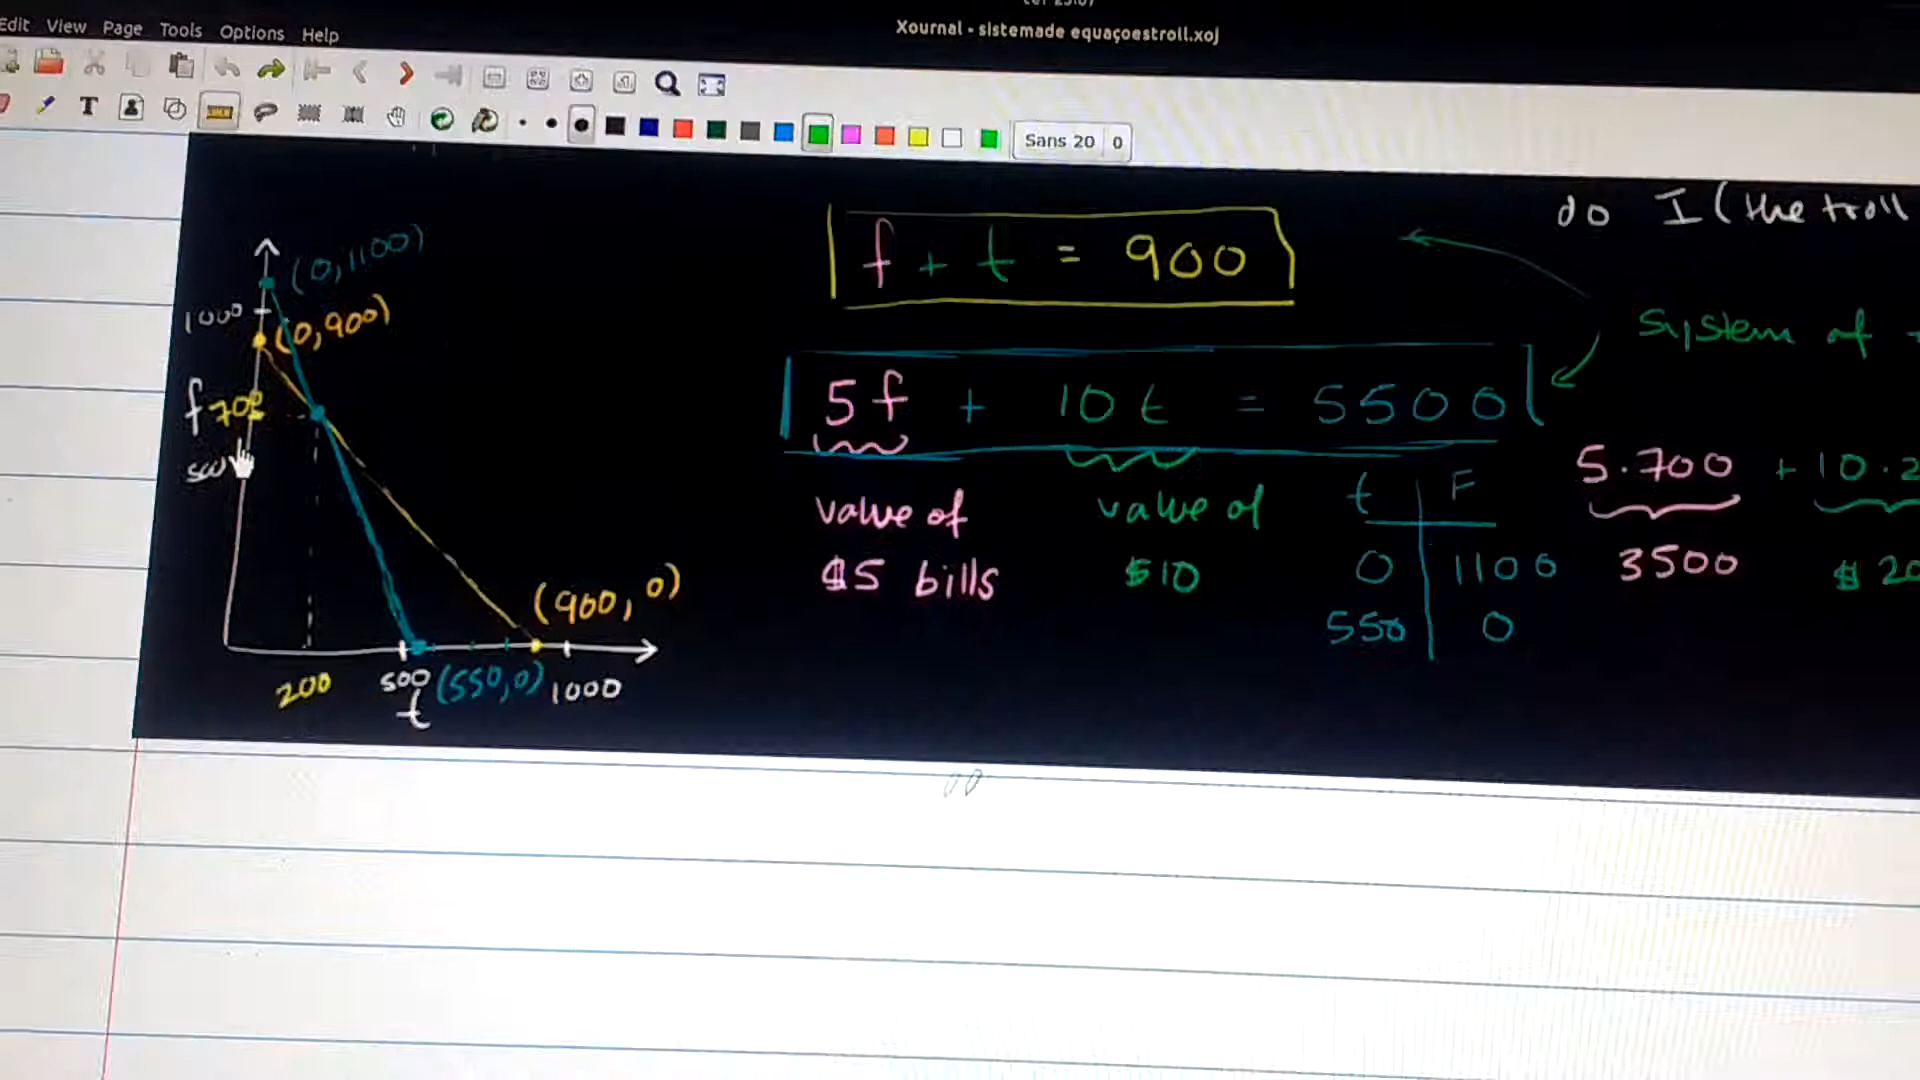 Edit View Page Tools Options Help
Xournal - sistemade equaçoestroll.xoj
Sans 20 0
do I (the troll
(0,1100)
1000
(0,900)
f + t = 900
System of
f 700
5f + 10t = 5500
500
value of
$5 bills
value of
$10
t F
0 1100
550 0
5.700 + 10.2
3500 $ 20
(900, 0)
200 500 (550,0) 1000
t